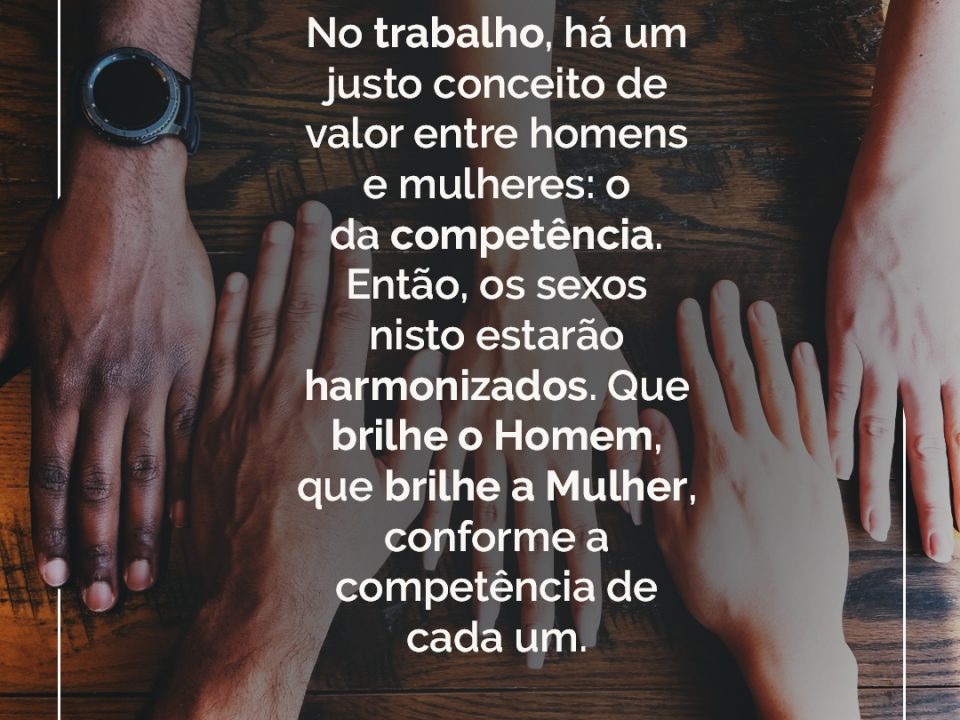 No trabalho, há um
justo conceito de
valor entre homens
e mulheres: o
da competência.
Então, os sexos
nisto estarão
harmonizados. Que
brilhe o Homem,
que brilhe a Mulher,
conforme a
competência de
cada um.